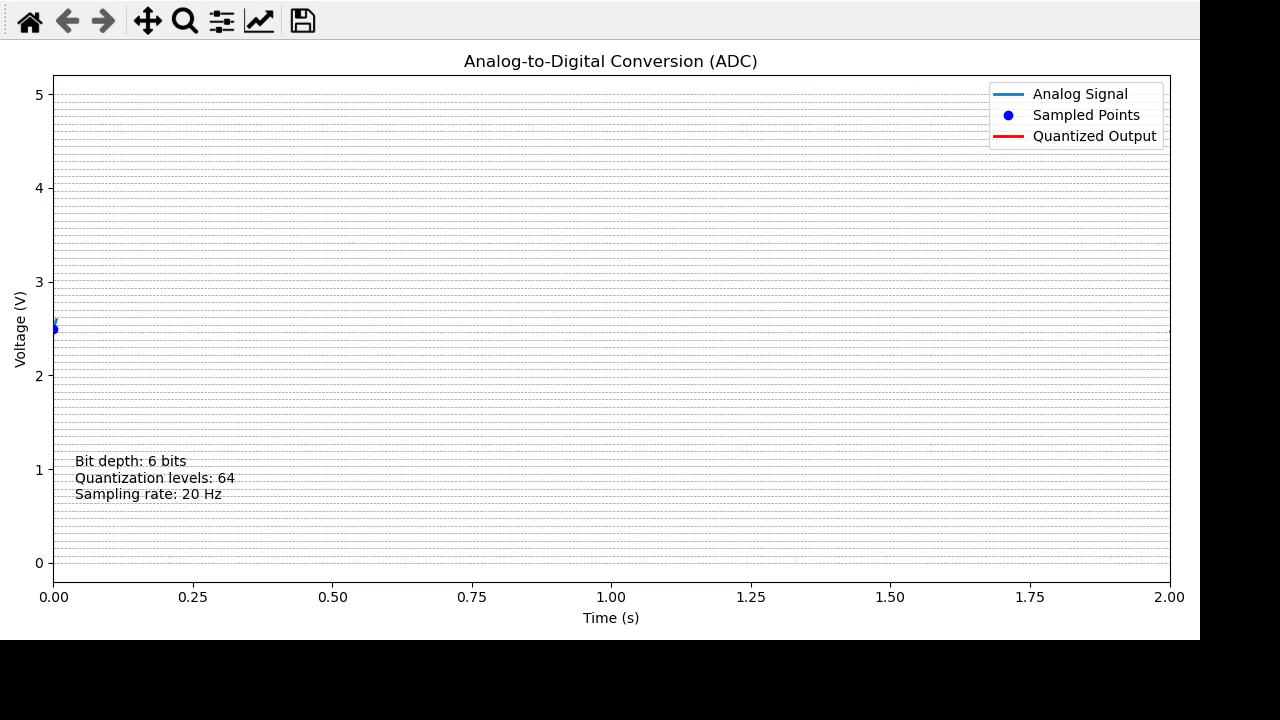 Analog-to-Digital Conversion (ADC)
Analog Signal
Sampled Points
Quantized Output
5
4
3
2
1
0
Voltage (V)
Bit depth: 6 bits
Quantization levels: 64
Sampling rate: 20 Hz
0.00
0.25
0.50
0.75
1.00
1.25
1.50
1.75
2.00
Time (s)